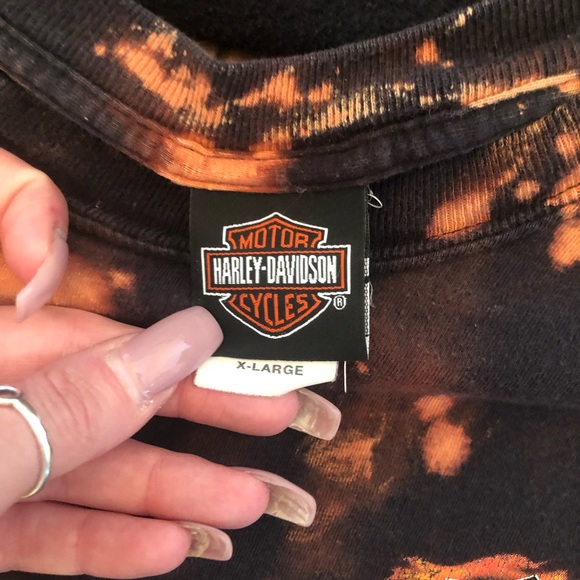 MOTOR
HARLEY-DAVIDSON
CYCLES
®
X-LARGE